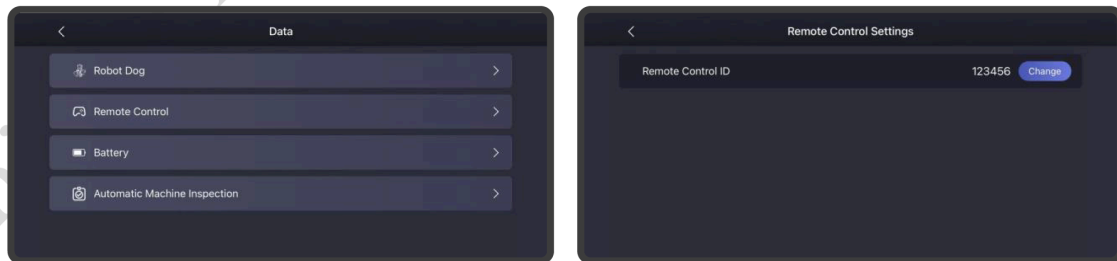 Data
Robot Dog
Remote Control
Battery
Automatic Machine Inspection
Remote Control Settings
Remote Control ID 123456 Change